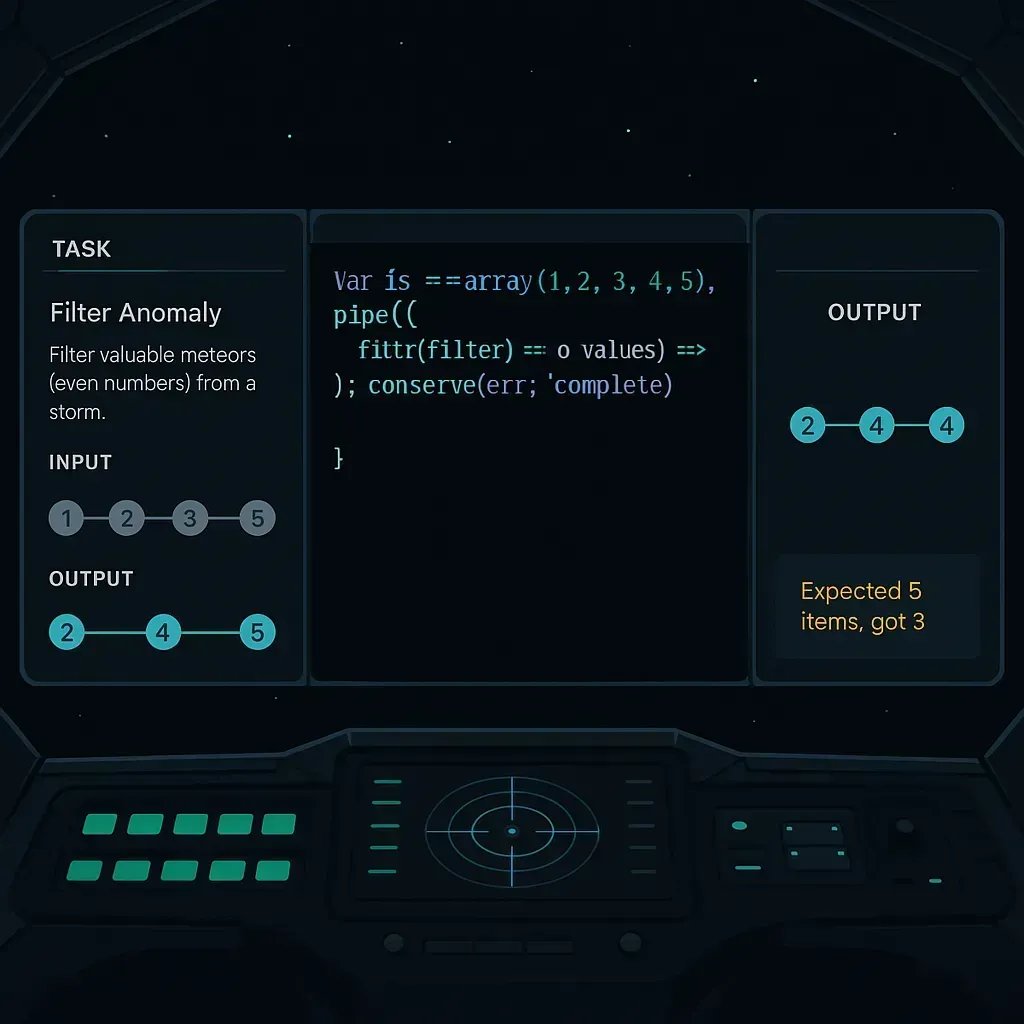 TASK
Filter Anomaly
Filter valuable meteors
(even numbers) from a
storm.
INPUT
1 2 3 5
OUTPUT
2 4 5
Var ís ==array(1,2, 3, 4,5),
pipe((
fittr(filter) == o values) =>
); conserve(err; 'complete)
}
OUTPUT
2 4 4
Expected 5
items, got 3